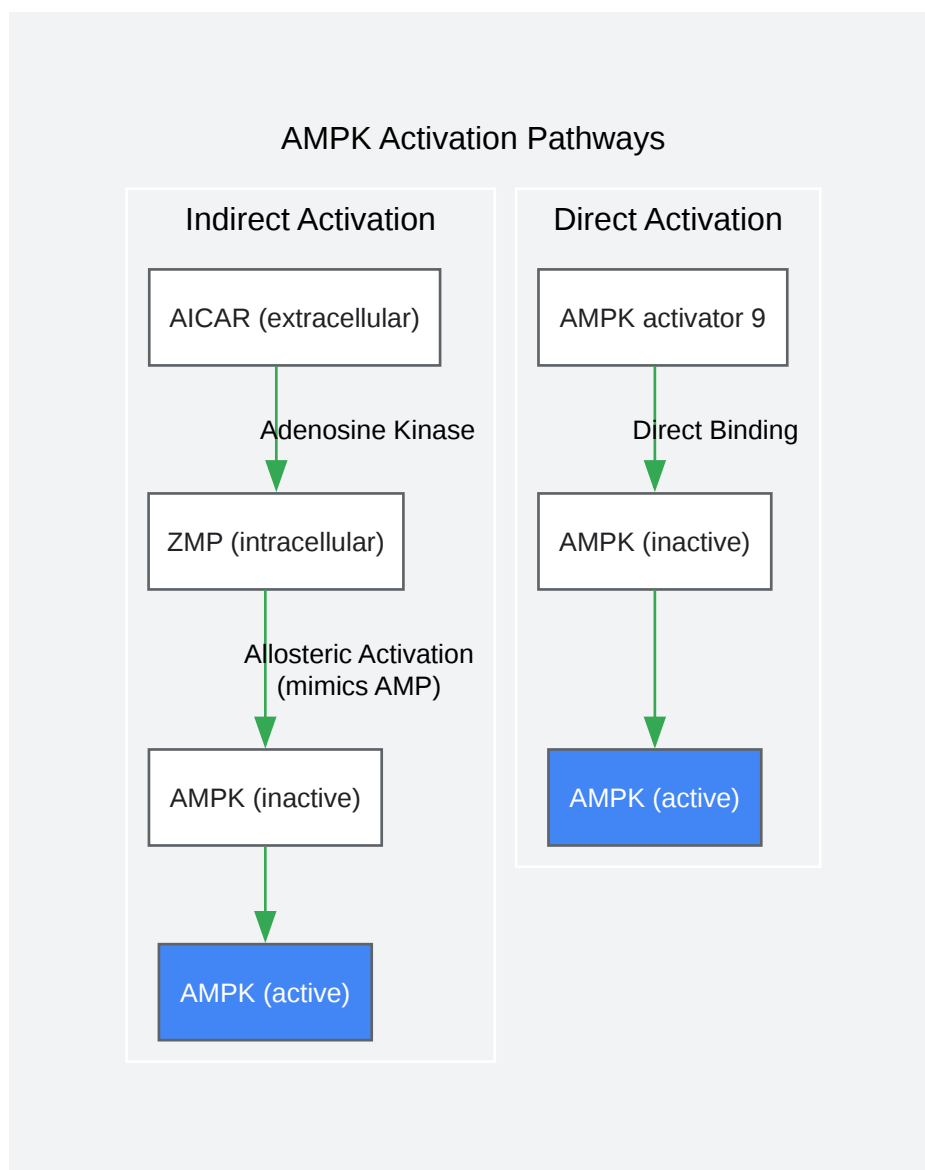 AMPK Activation Pathways
Indirect Activation
AICAR (extracellular)
Adenosine Kinase
ZMP (intracellular)
Allosteric Activation
(mimics AMP)
AMPK (inactive)
AMPK (active)
Direct Activation
AMPK activator 9
Direct Binding
AMPK (inactive)
AMPK (active)